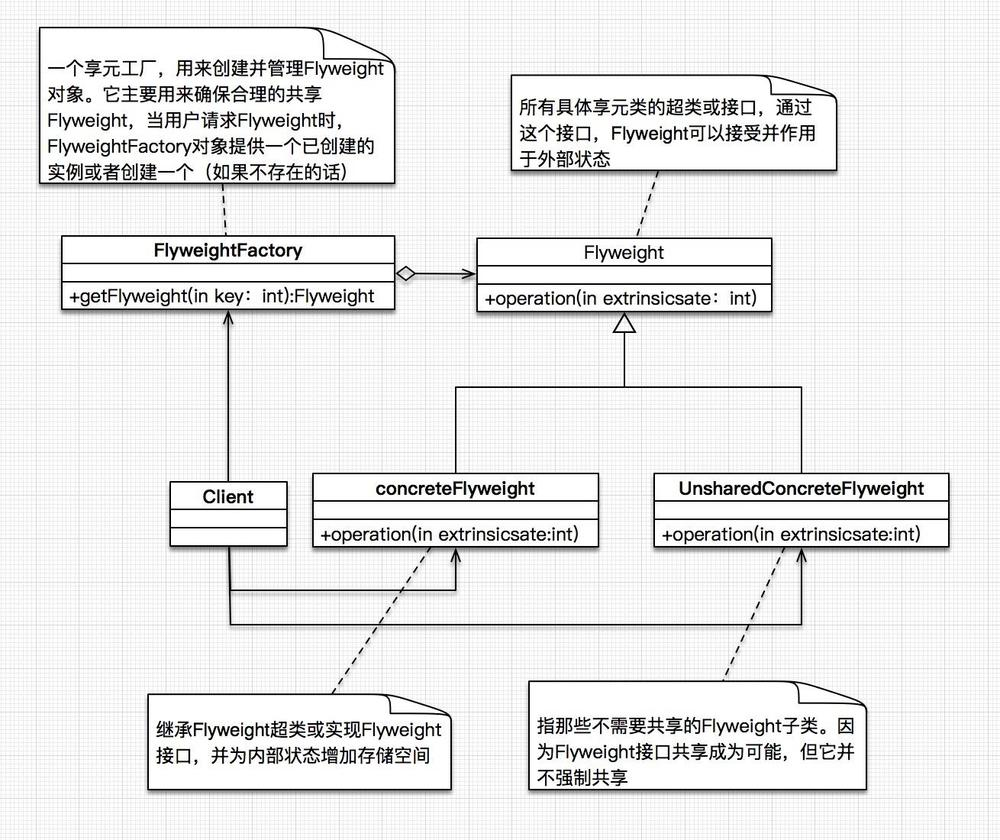 一个享元工厂，用来创建并管理Flyweight
对象。它主要用来确保合理的共享
Flyweight，当用户请求Flyweight时，
FlyweightFactory对象提供一个已创建的
实例或者创建一个（如果不存在的话）
所有具体享元类的超类或接口，通过
这个接口，Flyweight可以接受并作用
于外部状态
FlyweightFactory
+getFlyweight(in key：int):Flyweight
Flyweight
+operation(in extrinsicsate：int)
Client
concreteFlyweight
+operation(in extrinsicsate:int)
UnsharedConcreteFlyweight
+operation(in extrinsicsate:int)
继承Flyweight超类或实现Flyweight
接口，并为内部状态增加存储空间
指那些不需要共享的Flyweight子类。因
为Flyweight接口共享成为可能，但它并
不强制共享